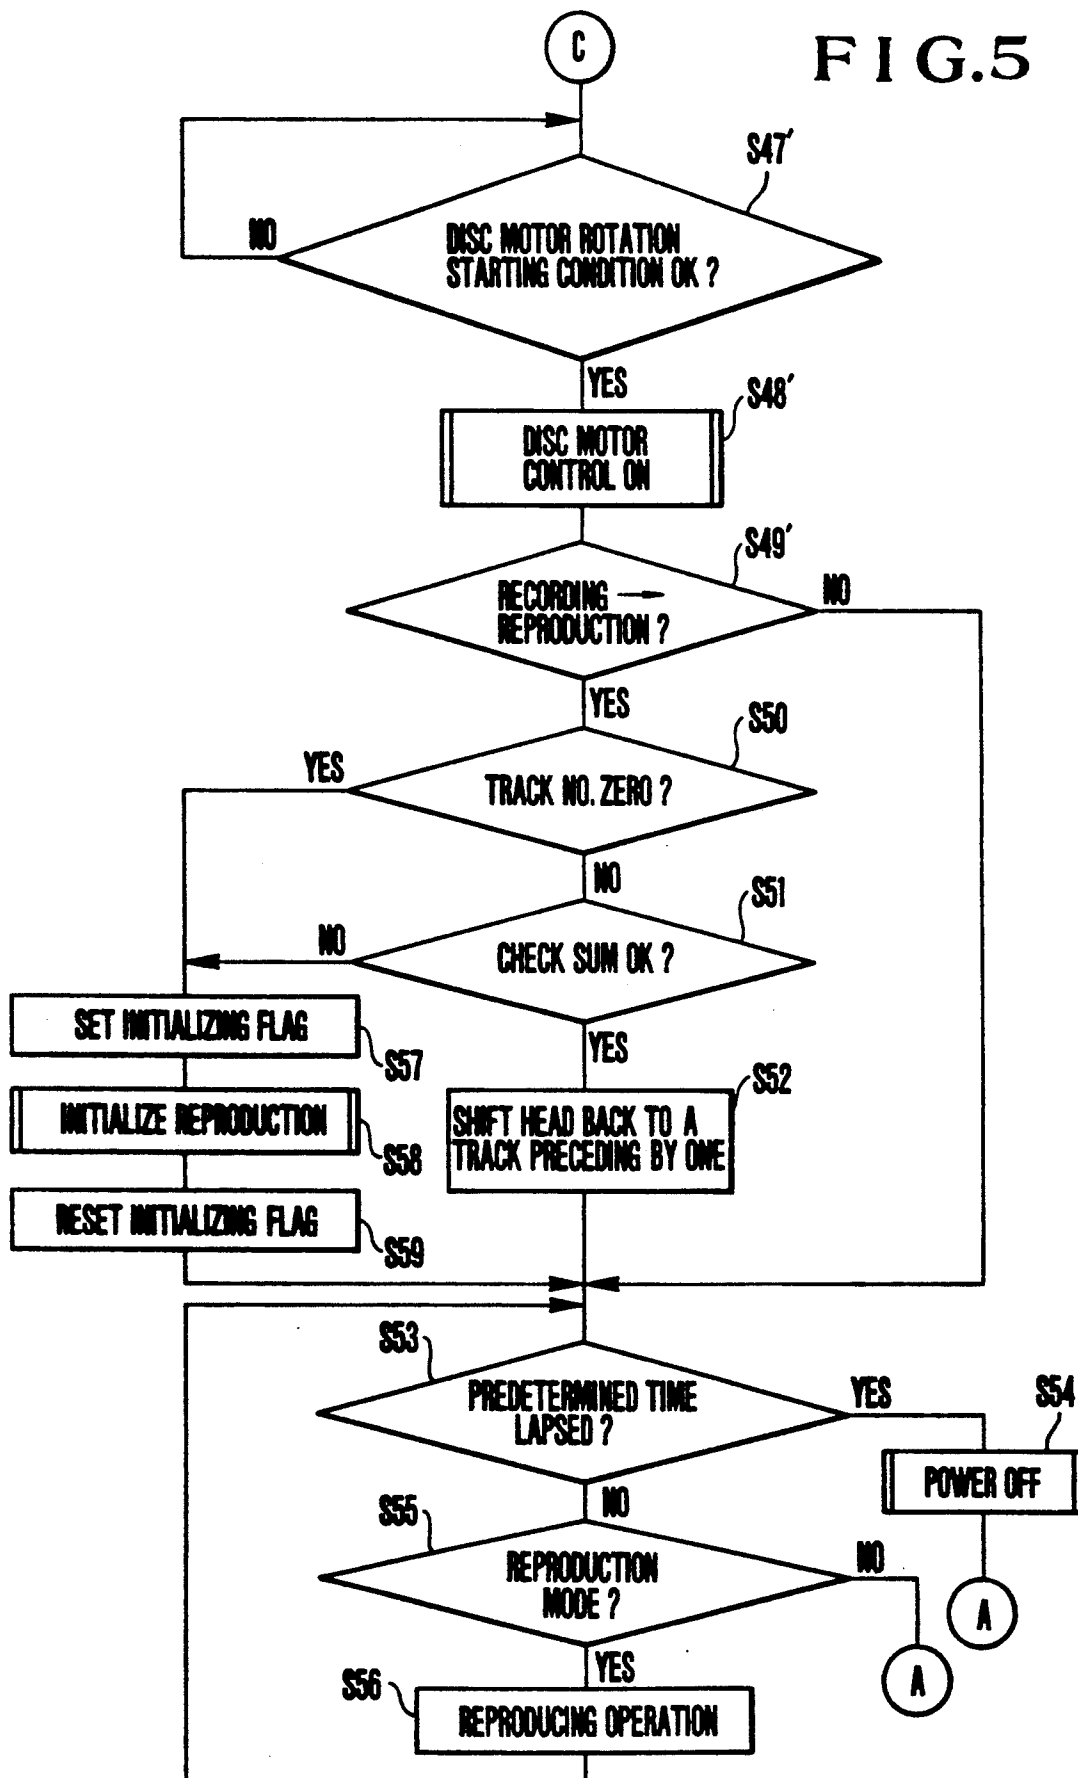 C
FIG.5
S47'
NO
DISC MOTOR ROTATION
STARTING CONDITION OK ?
YES
S48'
DISC MOTOR
CONTROL ON
S49'
NO
RECORDING →
REPRODUCTION ?
YES
S50
YES
TRACK NO. ZERO ?
NO
S51
NO
CHECK SUM OK ?
SET INITIALIZING FLAG
YES
S57
S52
INITIALIZE REPRODUCTION
SHIFT HEAD BACK TO A
TRACK PRECEDING BY ONE
S58
RESET INITIALIZING FLAG
S59
S53
PREDETERMINED TIME
LAPSED ?
YES
S54
POWER OFF
NO
S55
REPRODUCTION
MODE ?
NO
A
A
YES
S56
REPRODUCING OPERATION